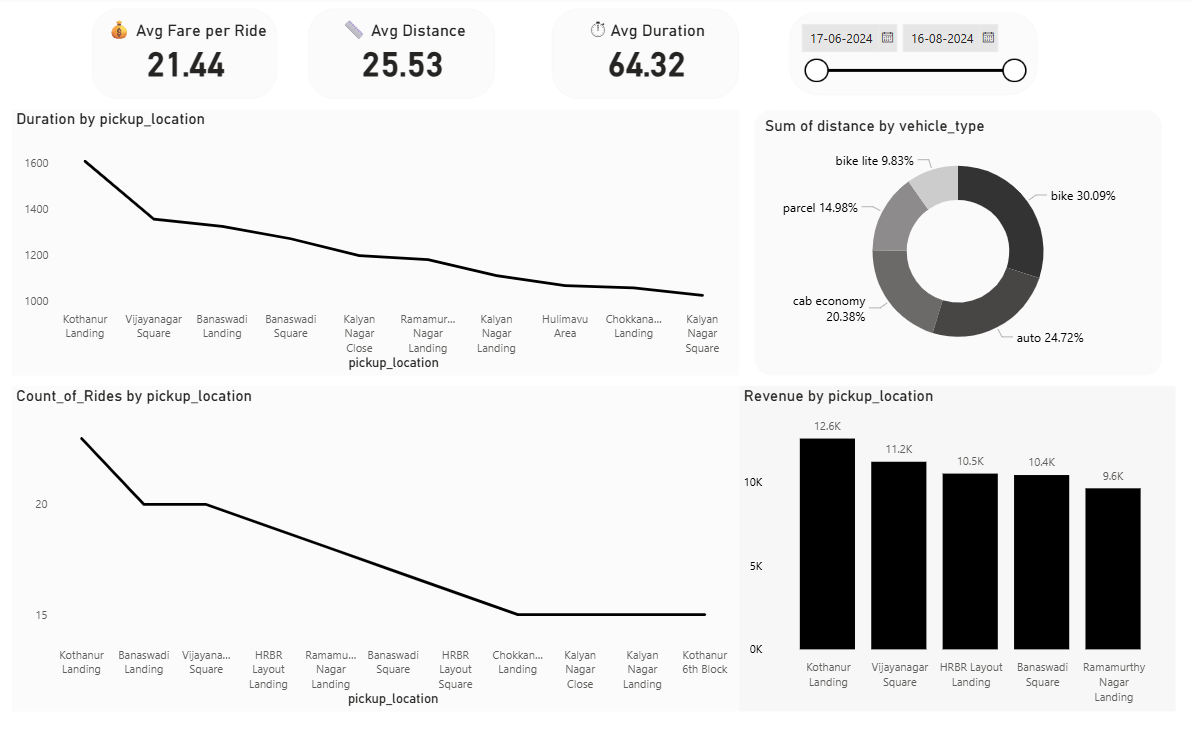 Avg Fare per Ride
21.44
Avg Distance
25.53
Avg Duration
64.32
17-06-2024
16-08-2024
Duration by pickup_location
1600
1400
1200
1000
Kothanur
Landing
Vijayanagar
Square
Banaswadi
Landing
Banaswadi
Square
Kalyan
Nagar
Close
Ramamur...
Nagar
Landing
Kalyan
Nagar
Landing
Hulimavu
Area
Chokkana...
Landing
Kalyan
Nagar
Square
pickup_location
Sum of distance by vehicle_type
bike lite 9.83%
bike 30.09%
parcel 14.98%
cab economy
20.38%
auto 24.72%
Count_of_Rides by pickup_location
20
15
Kothanur
Landing
Banaswadi
Landing
Vijayana...
Square
HRBR
Layout
Landing
Ramamu...
Nagar
Landing
Banaswadi
Square
HRBR
Layout
Square
Chokkan...
Landing
Kalyan
Nagar
Close
Kalyan
Nagar
Landing
Kothanur
6th Block
pickup_location
Revenue by pickup_location
12.6K
11.2K
10.5K
10.4K
9.6K
10K
5K
0K
Kothanur
Landing
Vijayanagar
Square
HRBR Layout
Landing
Banaswadi
Square
Ramamurthy
Nagar
Landing